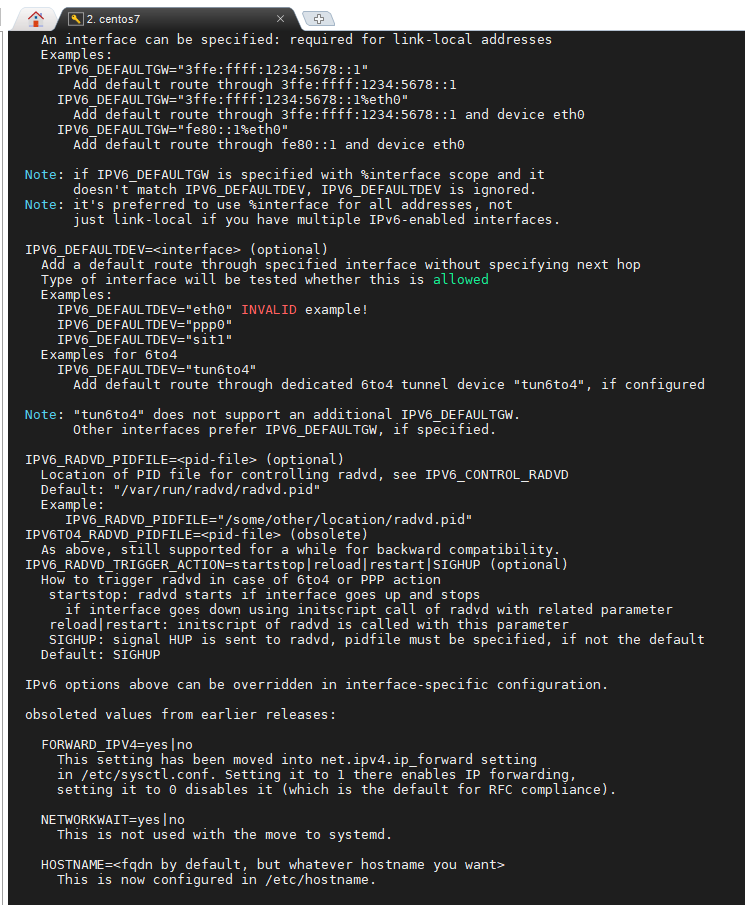 2. centos7
An interface can be specified: required for link-local addresses
Examples:
IPV6_DEFAULTGW="3ffe:ffff:1234:5678::1"
Add default route through 3ffe:ffff:1234:5678::1
IPV6_DEFAULTGW="3ffe:ffff:1234:5678::1%eth0"
Add default route through 3ffe:ffff:1234:5678::1 and device eth0
IPV6_DEFAULTGW="fe80::1%eth0"
Add default route through fe80::1 and device eth0
Note: if IPV6_DEFAULTGW is specified with %interface scope and it
doesn't match IPV6_DEFAULTDEV, IPV6_DEFAULTDEV is ignored.
Note: it's preferred to use %interface for all addresses, not
just link-local if you have multiple IPv6-enabled interfaces.
IPV6_DEFAULTDEV=<interface> (optional)
Add a default route through specified interface without specifying next hop
Type of interface will be tested whether this is allowed
Examples:
IPV6_DEFAULTDEV="eth0" INVALID example!
IPV6_DEFAULTDEV="ppp0"
IPV6_DEFAULTDEV="sit1"
Examples for 6to4
IPV6_DEFAULTDEV="tun6to4"
Add default route through dedicated 6to4 tunnel device "tun6to4", if configured
Note: "tun6to4" does not support an additional IPV6_DEFAULTGW.
Other interfaces prefer IPV6_DEFAULTGW, if specified.
IPV6_RADVD_PIDFILE=<pid-file> (optional)
Location of PID file for controlling radvd, see IPV6_CONTROL_RADVD
Default: "/var/run/radvd/radvd.pid"
Example:
IPV6_RADVD_PIDFILE="/some/other/location/radvd.pid"
IPV6TO4_RADVD_PIDFILE=<pid-file> (obsolete)
As above, still supported for a while for backward compatibility.
IPV6_RADVD_TRIGGER_ACTION=startstop|reload|restart|SIGHUP (optional)
How to trigger radvd in case of 6to4 or PPP action
startstop: radvd starts if interface goes up and stops
if interface goes down using initscript call of radvd with related parameter
reload|restart: initscript of radvd is called with this parameter
SIGHUP: signal HUP is sent to radvd, pidfile must be specified, if not the default
Default: SIGHUP
IPv6 options above can be overridden in interface-specific configuration.
obsoleted values from earlier releases:
FORWARD_IPV4=yes|no
This setting has been moved into net.ipv4.ip_forward setting
in /etc/sysctl.conf. Setting it to 1 there enables IP forwarding,
setting it to 0 disables it (which is the default for RFC compliance).
NETWORKWAIT=yes|no
This is not used with the move to systemd.
HOSTNAME=<fqdn by default, but whatever hostname you want>
This is now configured in /etc/hostname.